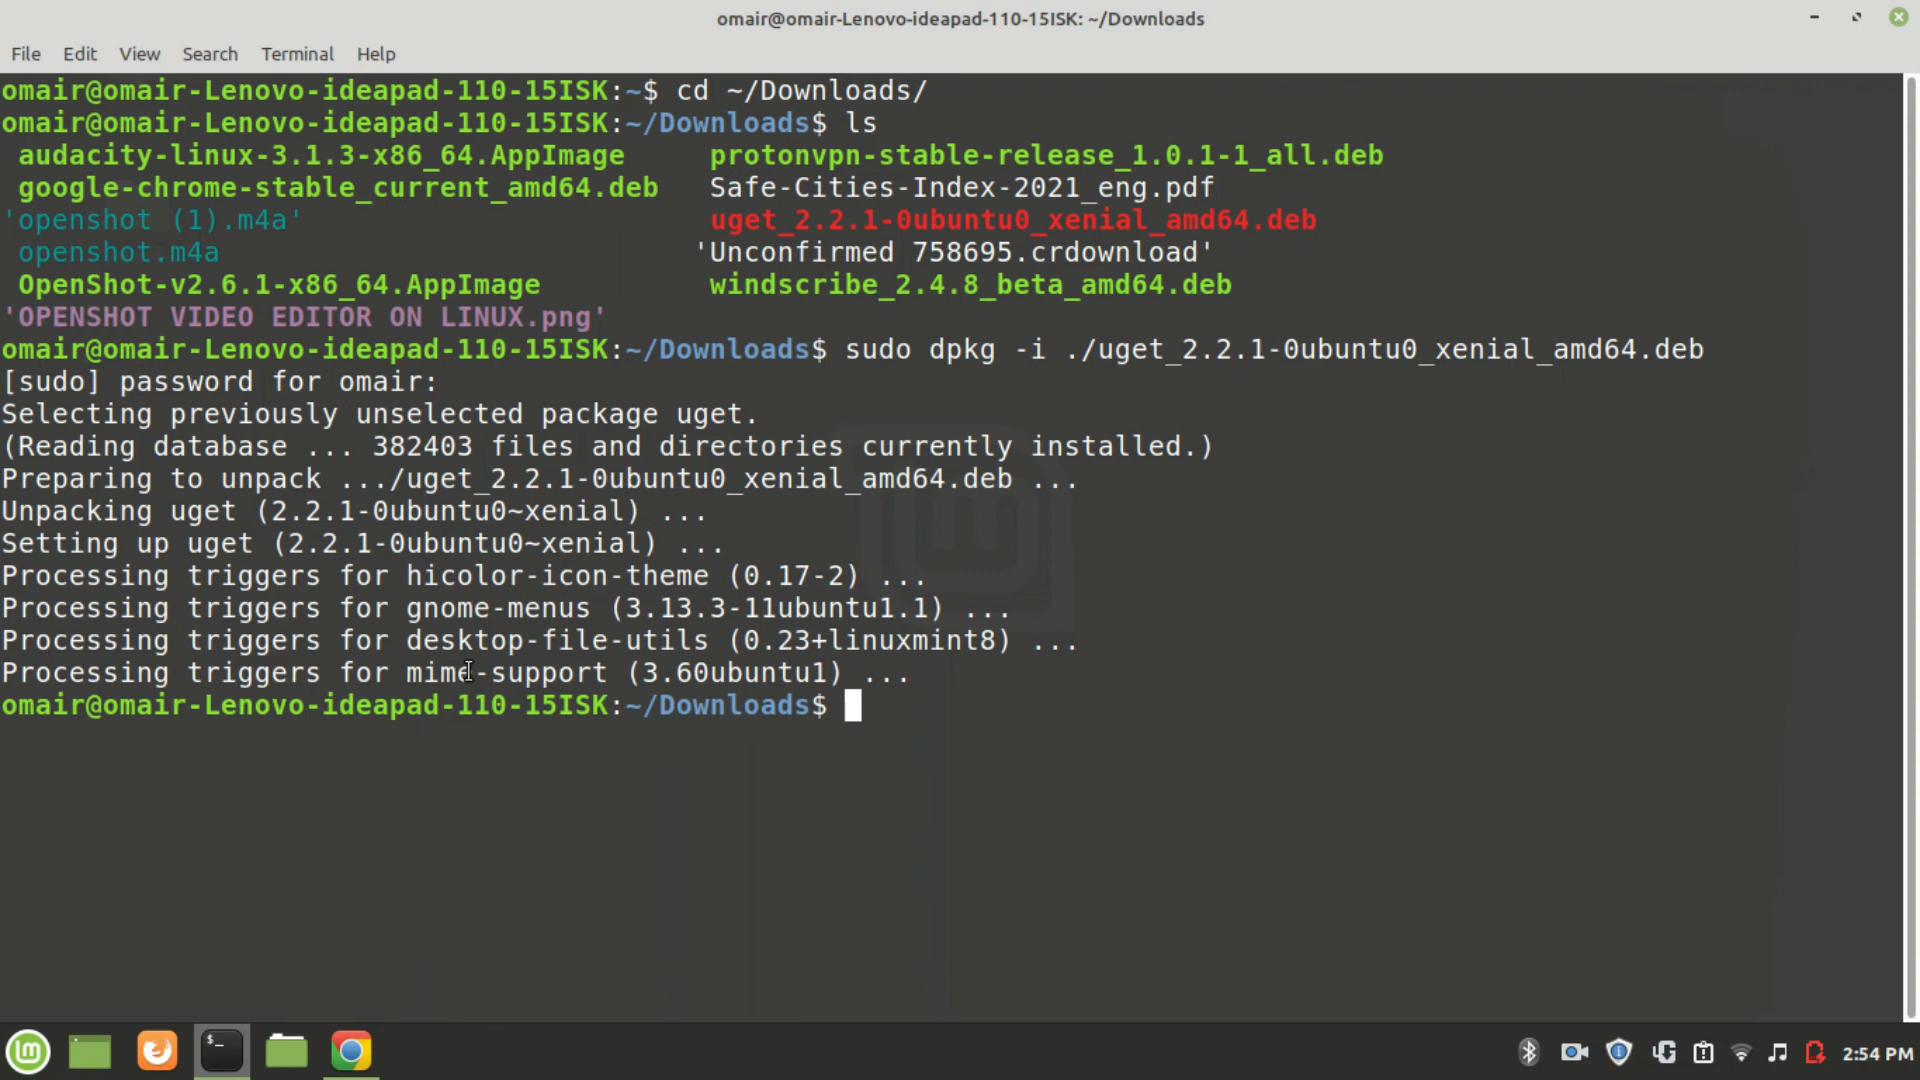 omair@omair-Lenovo-ideapad-110-15ISK: ~/Downloads
File Edit View Search Terminal Help
omair@omair-Lenovo-ideapad-110-15ISK:~$ cd ~/Downloads/
omair@omair-Lenovo-ideapad-110-15ISK:~/Downloads$ ls
audacity-linux-3.1.3-x86_64.AppImage protonvpn-stable-release_1.0.1-1_all.deb
google-chrome-stable_current_amd64.deb Safe-Cities-Index-2021_eng.pdf
'openshot (1).m4a' uget_2.2.1-0ubuntu0_xenial_amd64.deb
openshot.m4a 'Unconfirmed 758695.crdownload'
OpenShot-v2.6.1-x86_64.AppImage windscribe_2.4.8_beta_amd64.deb
'OPENSHOT VIDEO EDITOR ON LINUX.png'
omair@omair-Lenovo-ideapad-110-15ISK:~/Downloads$ sudo dpkg -i ./uget_2.2.1-0ubuntu0_xenial_amd64.deb
[sudo] password for omair:
Selecting previously unselected package uget.
(Reading database ... 382403 files and directories currently installed.)
Preparing to unpack .../uget_2.2.1-0ubuntu0_xenial_amd64.deb ...
Unpacking uget (2.2.1-0ubuntu0~xenial) ...
Setting up uget (2.2.1-0ubuntu0~xenial) ...
Processing triggers for hicolor-icon-theme (0.17-2) ...
Processing triggers for gnome-menus (3.13.3-11ubuntu1.1) ...
Processing triggers for desktop-file-utils (0.23+linuxmint8) ...
Processing triggers for mime-support (3.60ubuntu1) ...
omair@omair-Lenovo-ideapad-110-15ISK:~/Downloads$
2:54 PM